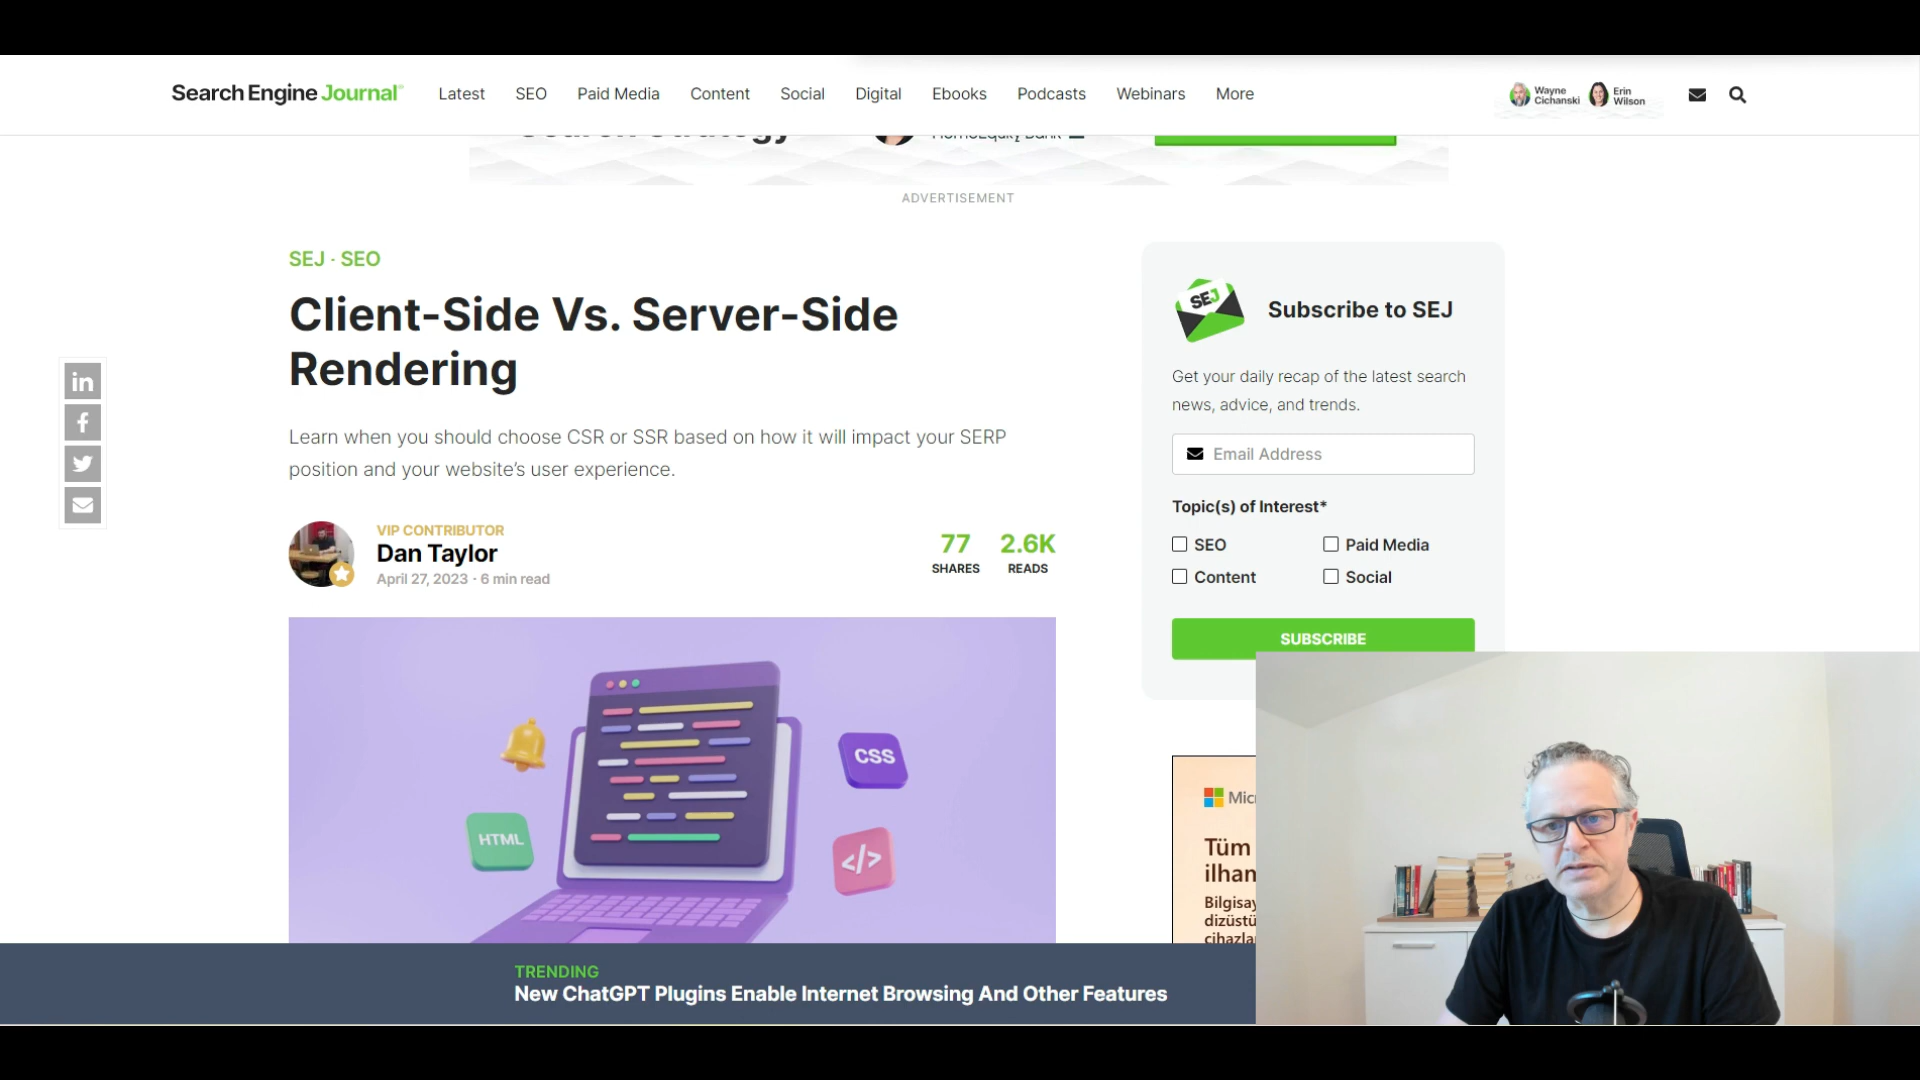 Search Engine Journal
Latest
SEO
Paid Media
Content
Social
Digital
Ebooks
Podcasts
Webinars
More
Wayne
Cichanski
Erin
Wilson
ADVERTISEMENT
SEJ · SEO
Client-Side Vs. Server-Side
Rendering
Learn when you should choose CSR or SSR based on how it will impact your SERP
position and your website's user experience.
VIP CONTRIBUTOR
Dan Taylor
April 27, 2023 · 6 min read
77
SHARES
2.6K
READS
CSS
HTML
</>
SEJ
Subscribe to SEJ
Get your daily recap of the latest search
news, advice, and trends.
Email Address
Topic(s) of Interest*
SEO
Paid Media
Content
Social
SUBSCRIBE
Tüm
TRENDING
New ChatGPT Plugins Enable Internet Browsing And Other Features